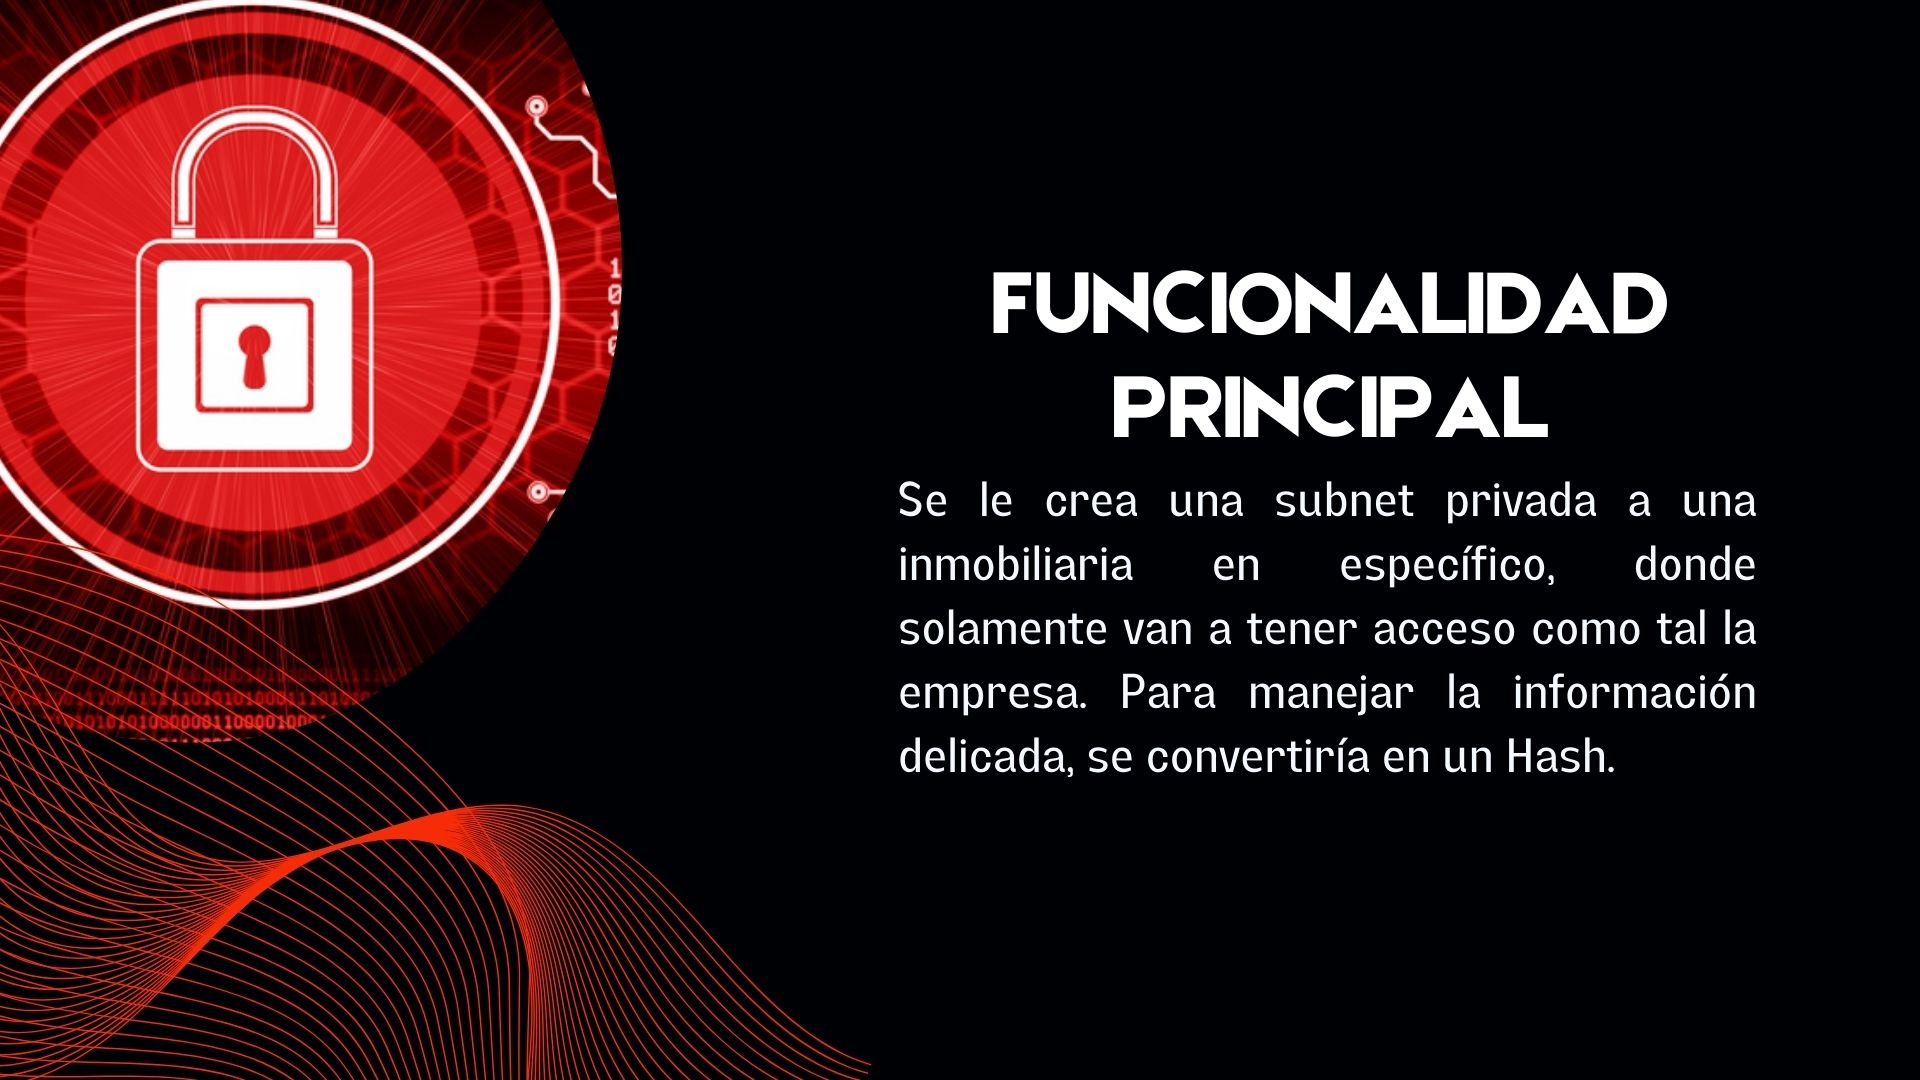 FUNCIONALIDAD
PRINCIPAL
Se le crea una subnet privada a una
inmobiliaria en específico, donde
solamente van a tener acceso como tal la
empresa. Para manejar la información
delicada, se convertiría en un Hash.